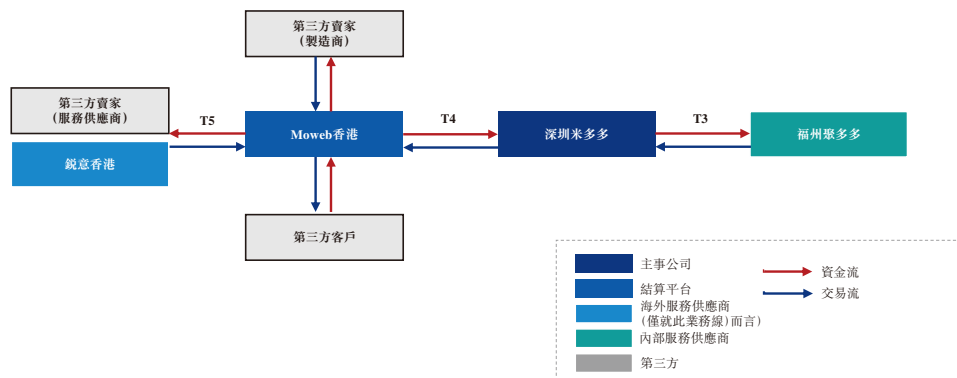 第三方賣家
(製造商)
第三方賣家
(服務供應商)
T5
Moweb香港
T4
深圳米多多
T3
福州聚多多
鋭意香港
第三方客戶
主事公司
結算平台
海外服務供應商
(僅就此業務線)而言)
內部服務供應商
第三方
資金流
交易流